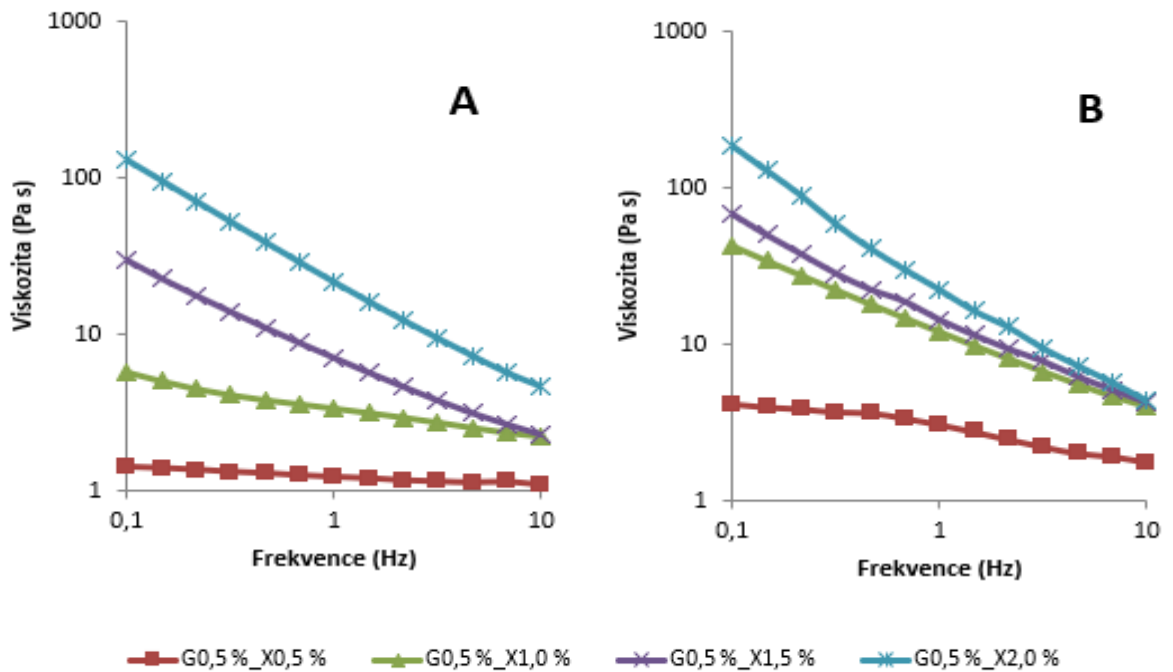 1000
A
100
10
1
Viskozita (Pa s)
0,1
1
10
Frekvence (Hz)
1000
B
100
10
1
Viskozita (Pa s)
0,1
1
10
Frekvence (Hz)
G0,5 %_X0,5 %
G0,5 %_X1,0 %
G0,5 %_X1,5 %
G0,5 %_X2,0 %